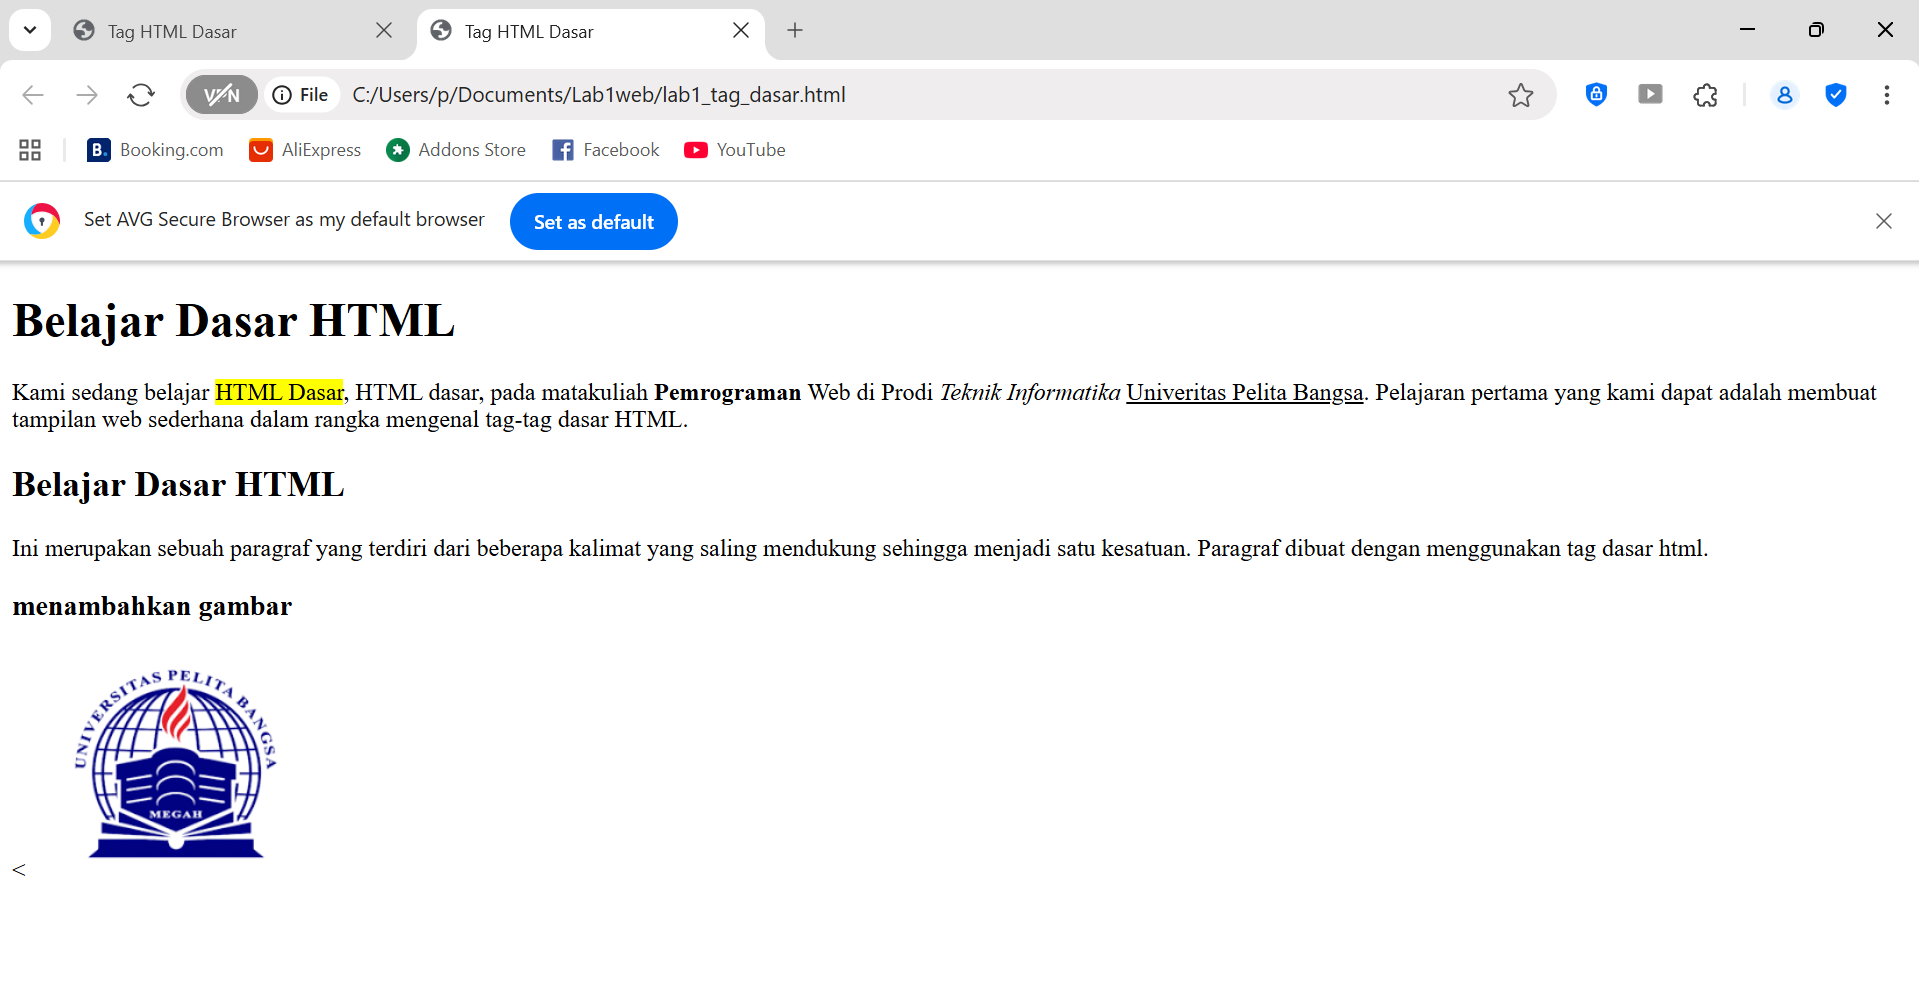 Tag HTML Dasar
Tag HTML Dasar
VPN
File
C:/Users/p/Documents/Lab1web/lab1_tag_dasar.html
B. Booking.com
AliExpress
Addons Store
Facebook
YouTube
Set AVG Secure Browser as my default browser
Set as default
Belajar Dasar HTML
Kami sedang belajar HTML Dasar, HTML dasar, pada matakuliah Pemrograman Web di Prodi Teknik Informatika Univeritas Pelita Bangsa. Pelajaran pertama yang kami dapat adalah membuat
tampilan web sederhana dalam rangka mengenal tag-tag dasar HTML.
Belajar Dasar HTML
Ini merupakan sebuah paragraf yang terdiri dari beberapa kalimat yang saling mendukung sehingga menjadi satu kesatuan. Paragraf dibuat dengan menggunakan tag dasar html.
menambahkan gambar
UNIVERSITAS PELITA BANGSA
MEGAH
<